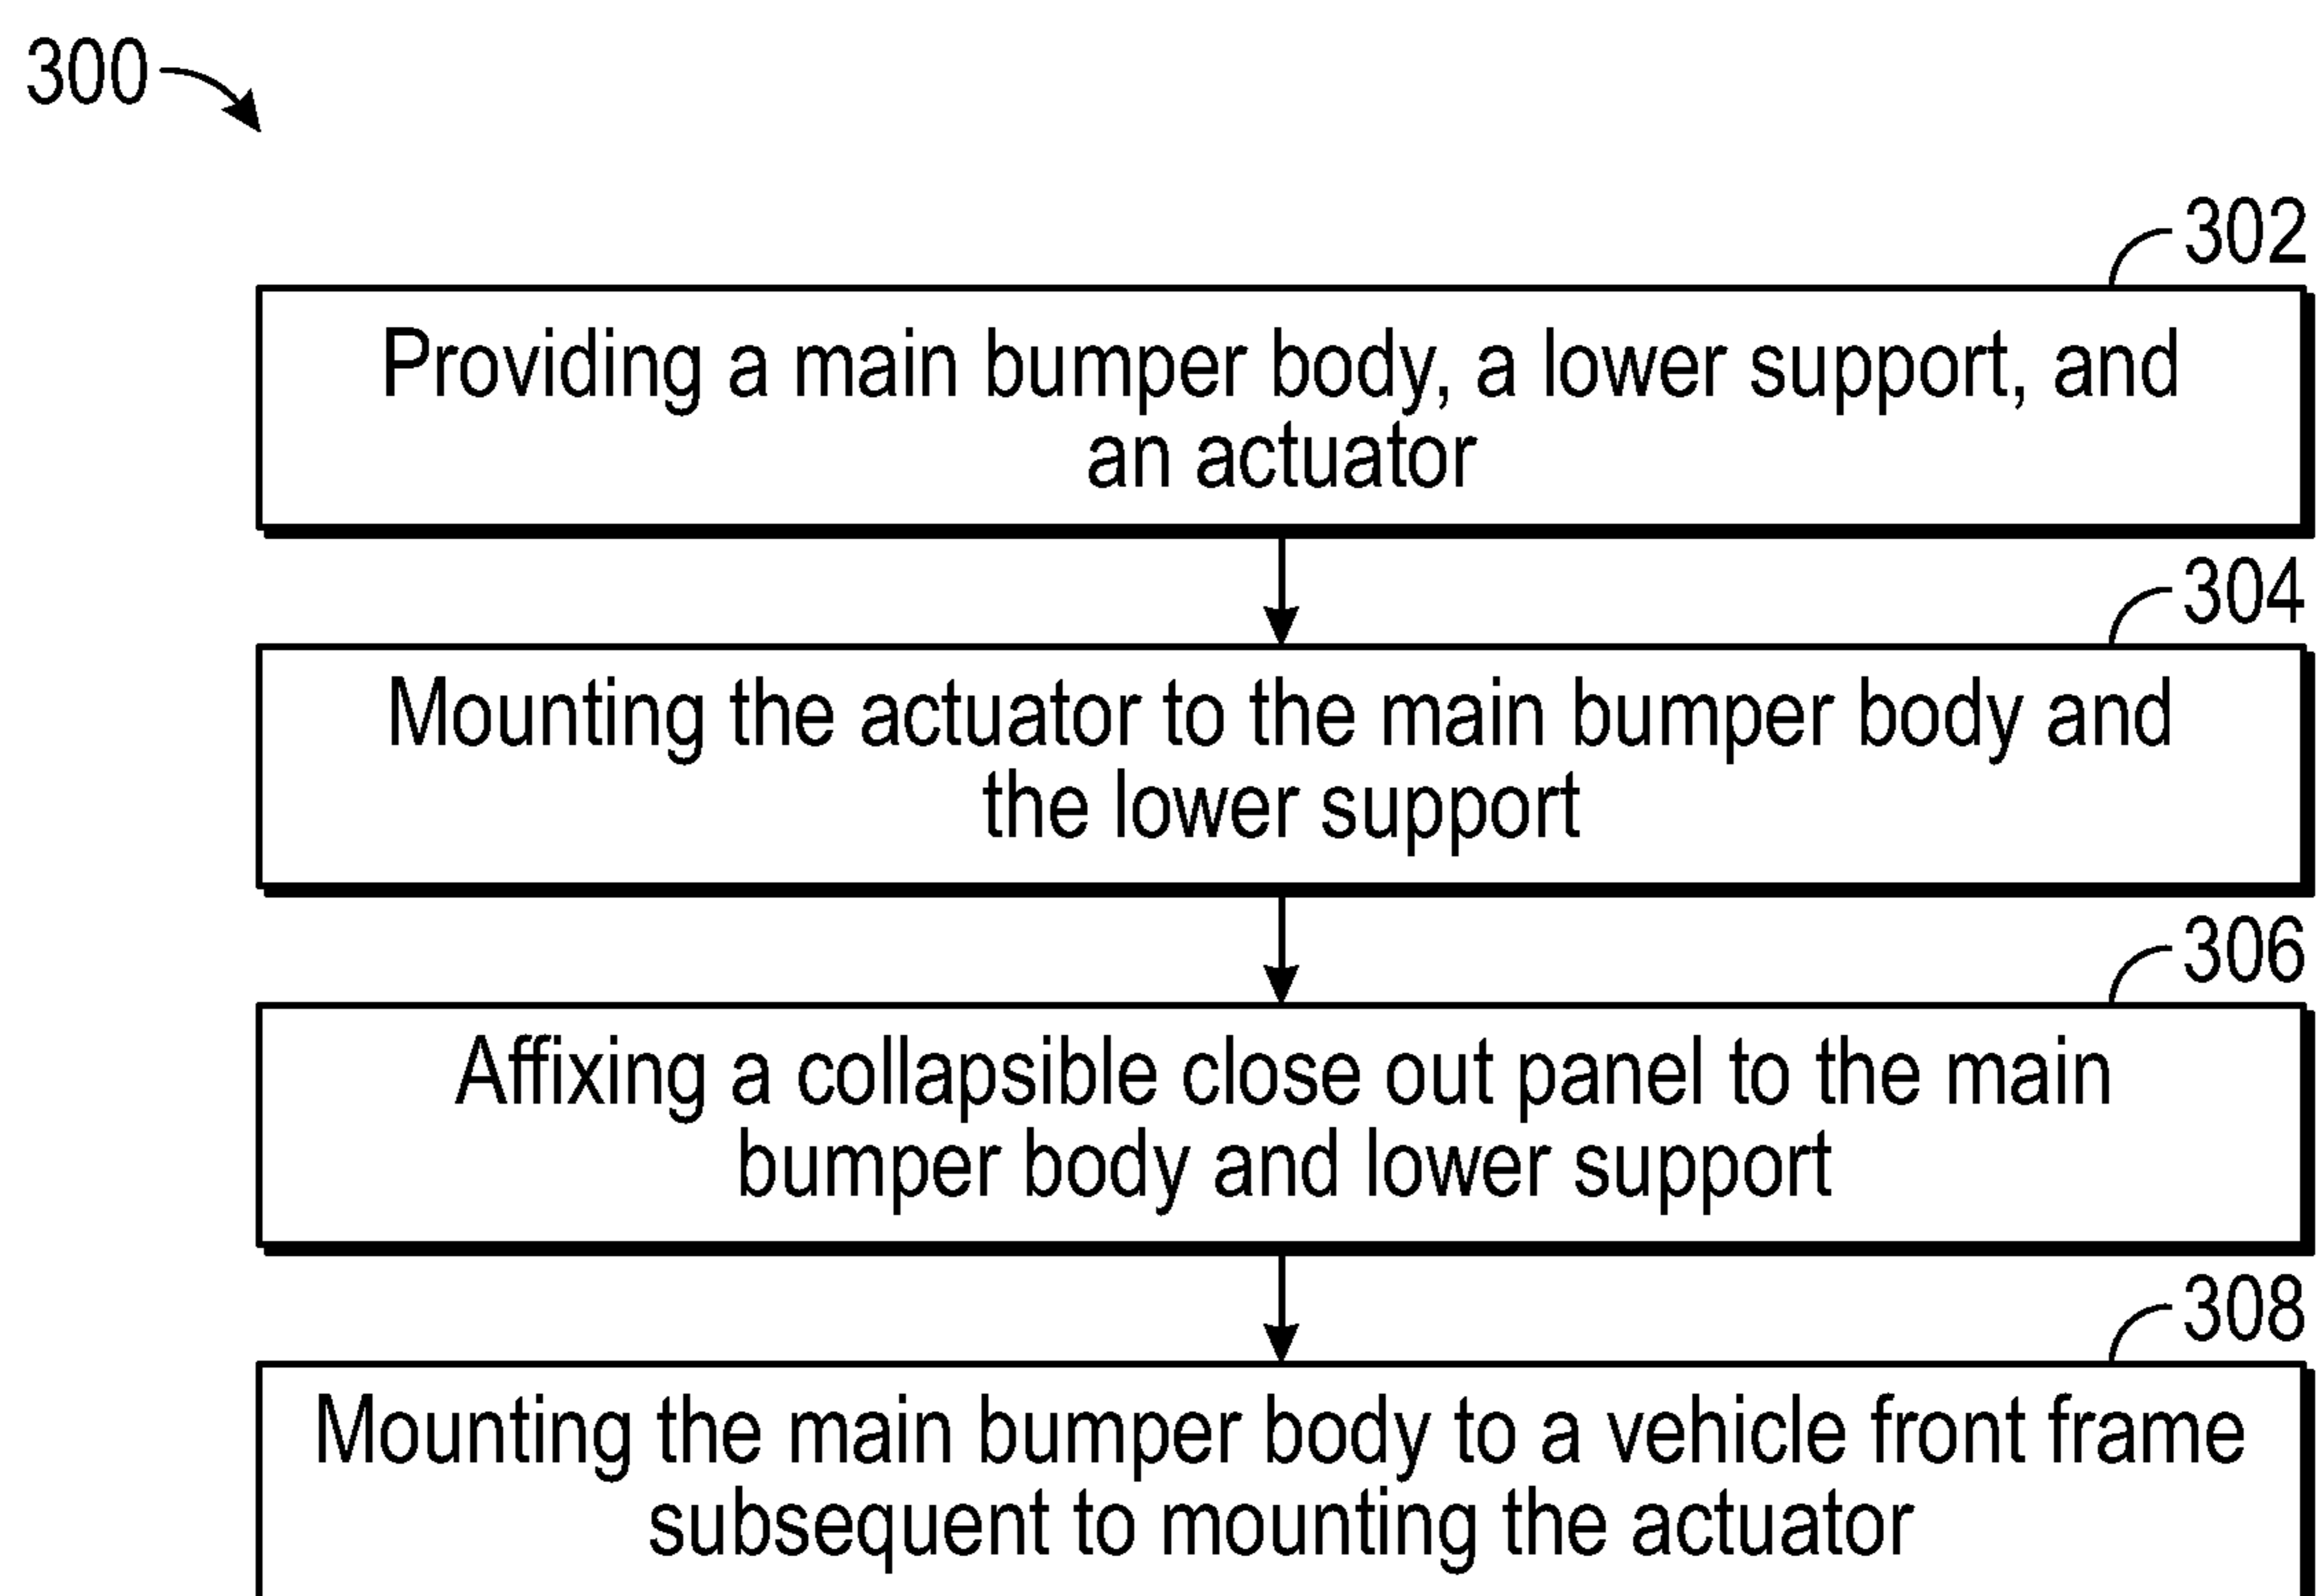 300
302
Providing a main bumper body, a lower support, and
an actuator
304
Mounting the actuator to the main bumper body and
the lower support
306
Affixing a collapsible close out panel to the main
bumper body and lower support
308
Mounting the main bumper body to a vehicle front frame
subsequent to mounting the actuator